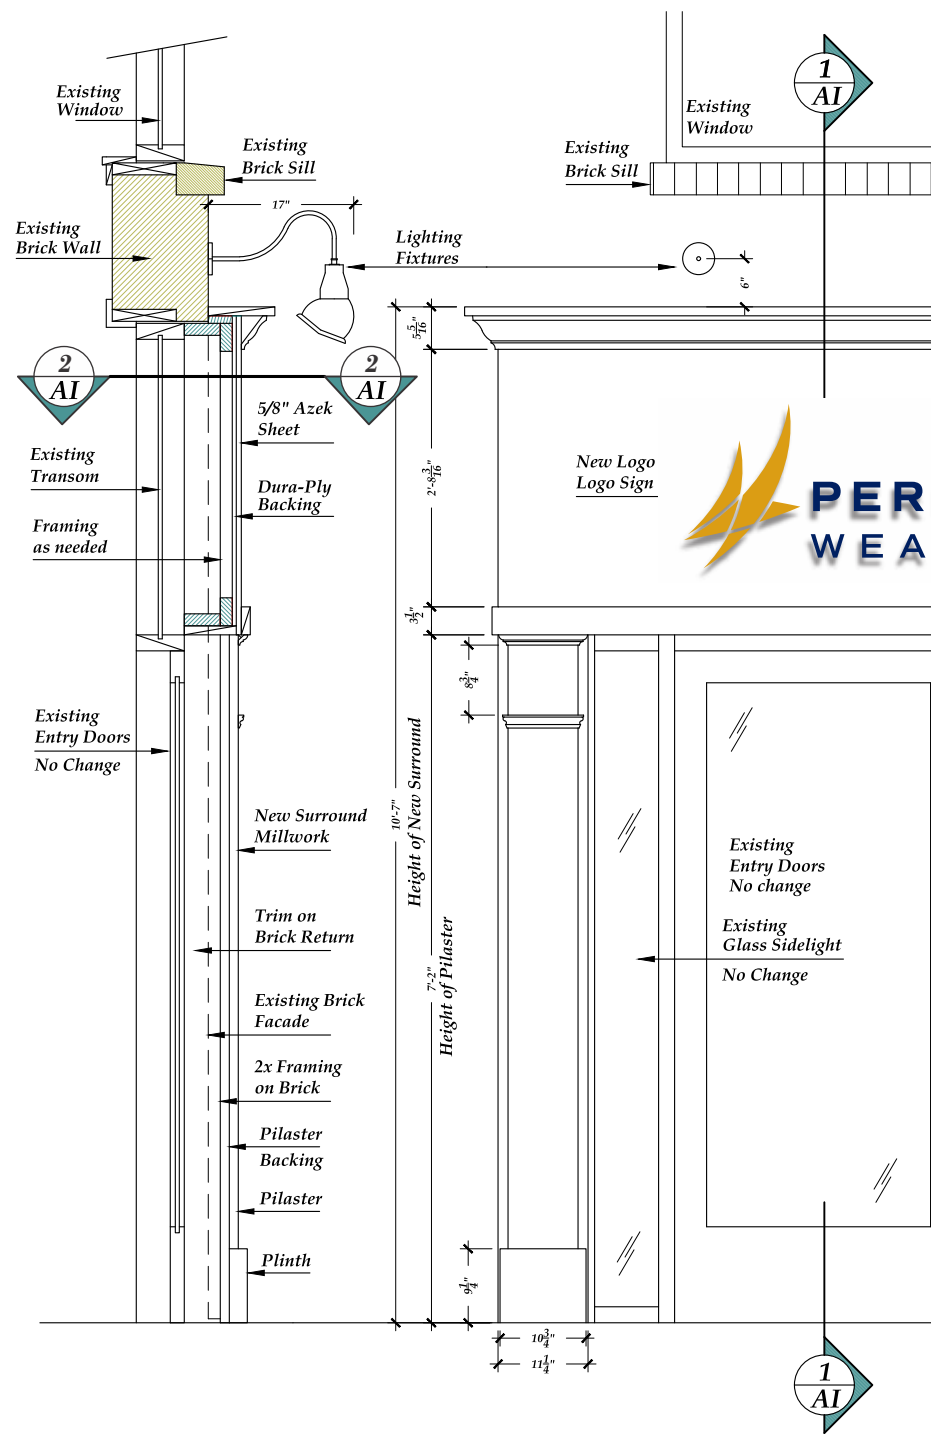 Existing
Window
Existing
Brick Sill
17"
Existing
Brick Wall
Lighting
Fixtures
2
AI
2
AI
5/8" Azek
Sheet
Existing
Transom
Dura-Ply
Backing
Framing
as needed
Existing
Entry Doors
No Change
New Surround
Millwork
Trim on
Brick Return
Existing Brick
Facade
2x Framing
on Brick
Pilaster
Backing
Pilaster
Plinth
1
AI
Existing
Window
Existing
Brick Sill
6"
5 5/16"
2'-8 3/16"
3 1/2"
8 3/4"
10'-7"
Height of New Surround
7'-2"
Height of Pilaster
9 1/4"
10 3/4"
11 1/4"
New Logo
Logo Sign
PER
WEA
Existing
Entry Doors
No change
Existing
Glass Sidelight
No Change
1
AI